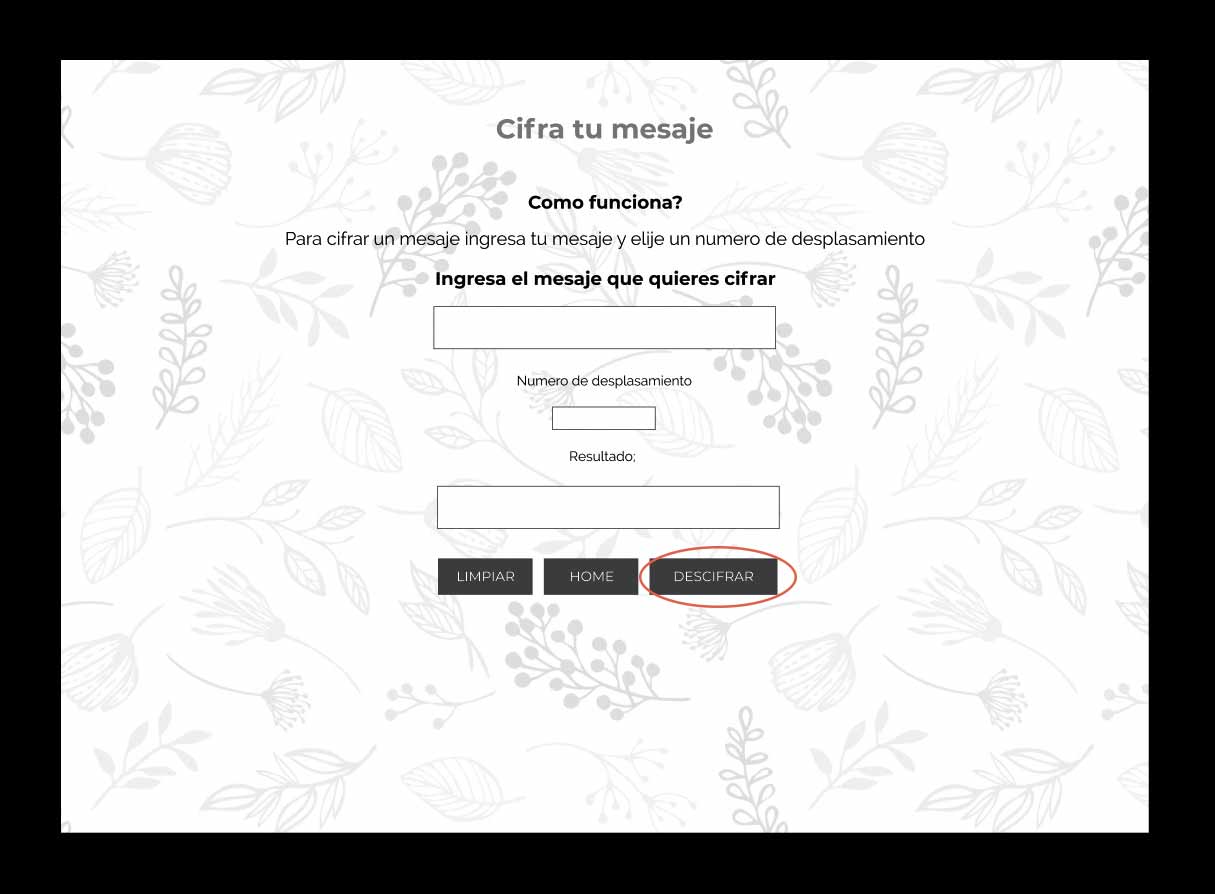 Cifra tu mesaje
Como funciona?
Para cifrar un mesaje ingresa tu mesaje y elije un numero de desplasamiento
Ingresa el mesaje que quieres cifrar
Numero de desplasamiento
Resultado;
LIMPIAR HOME DESCIFRAR